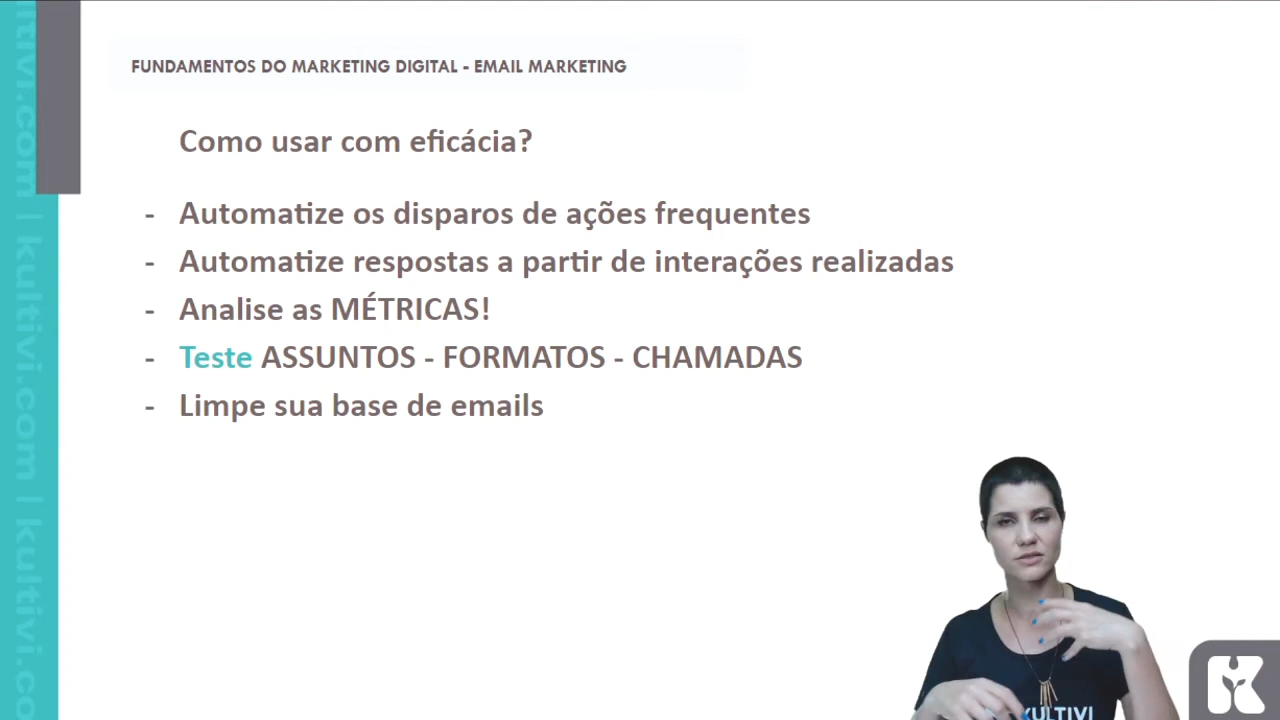 FUNDAMENTOS DO MARKETING DIGITAL - EMAIL MARKETING
Como usar com eficácia?
- Automatize os disparos de ações frequentes
- Automatize respostas a partir de interações realizadas
- Analise as MÉTRICAS!
- Teste ASSUNTOS - FORMATOS - CHAMADAS
- Limpe sua base de emails
tivi.com | kultivi.com | kultivi.co
KULTIVI
K